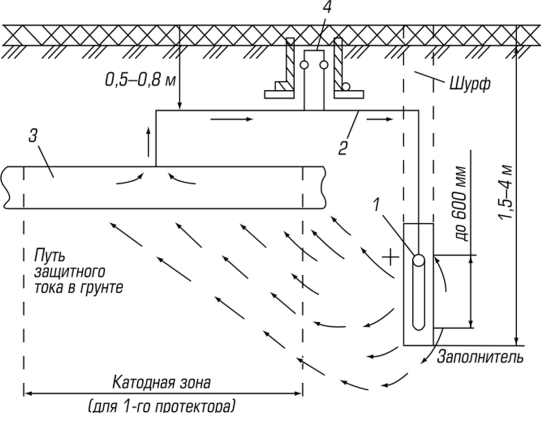 4
0,5–0,8 м
Шурф
3
2
1,5–4 м
до 600 мм
1
+
Путь
защитного
тока в грунте
Заполнитель
Катодная зона
(для 1-го протектора)